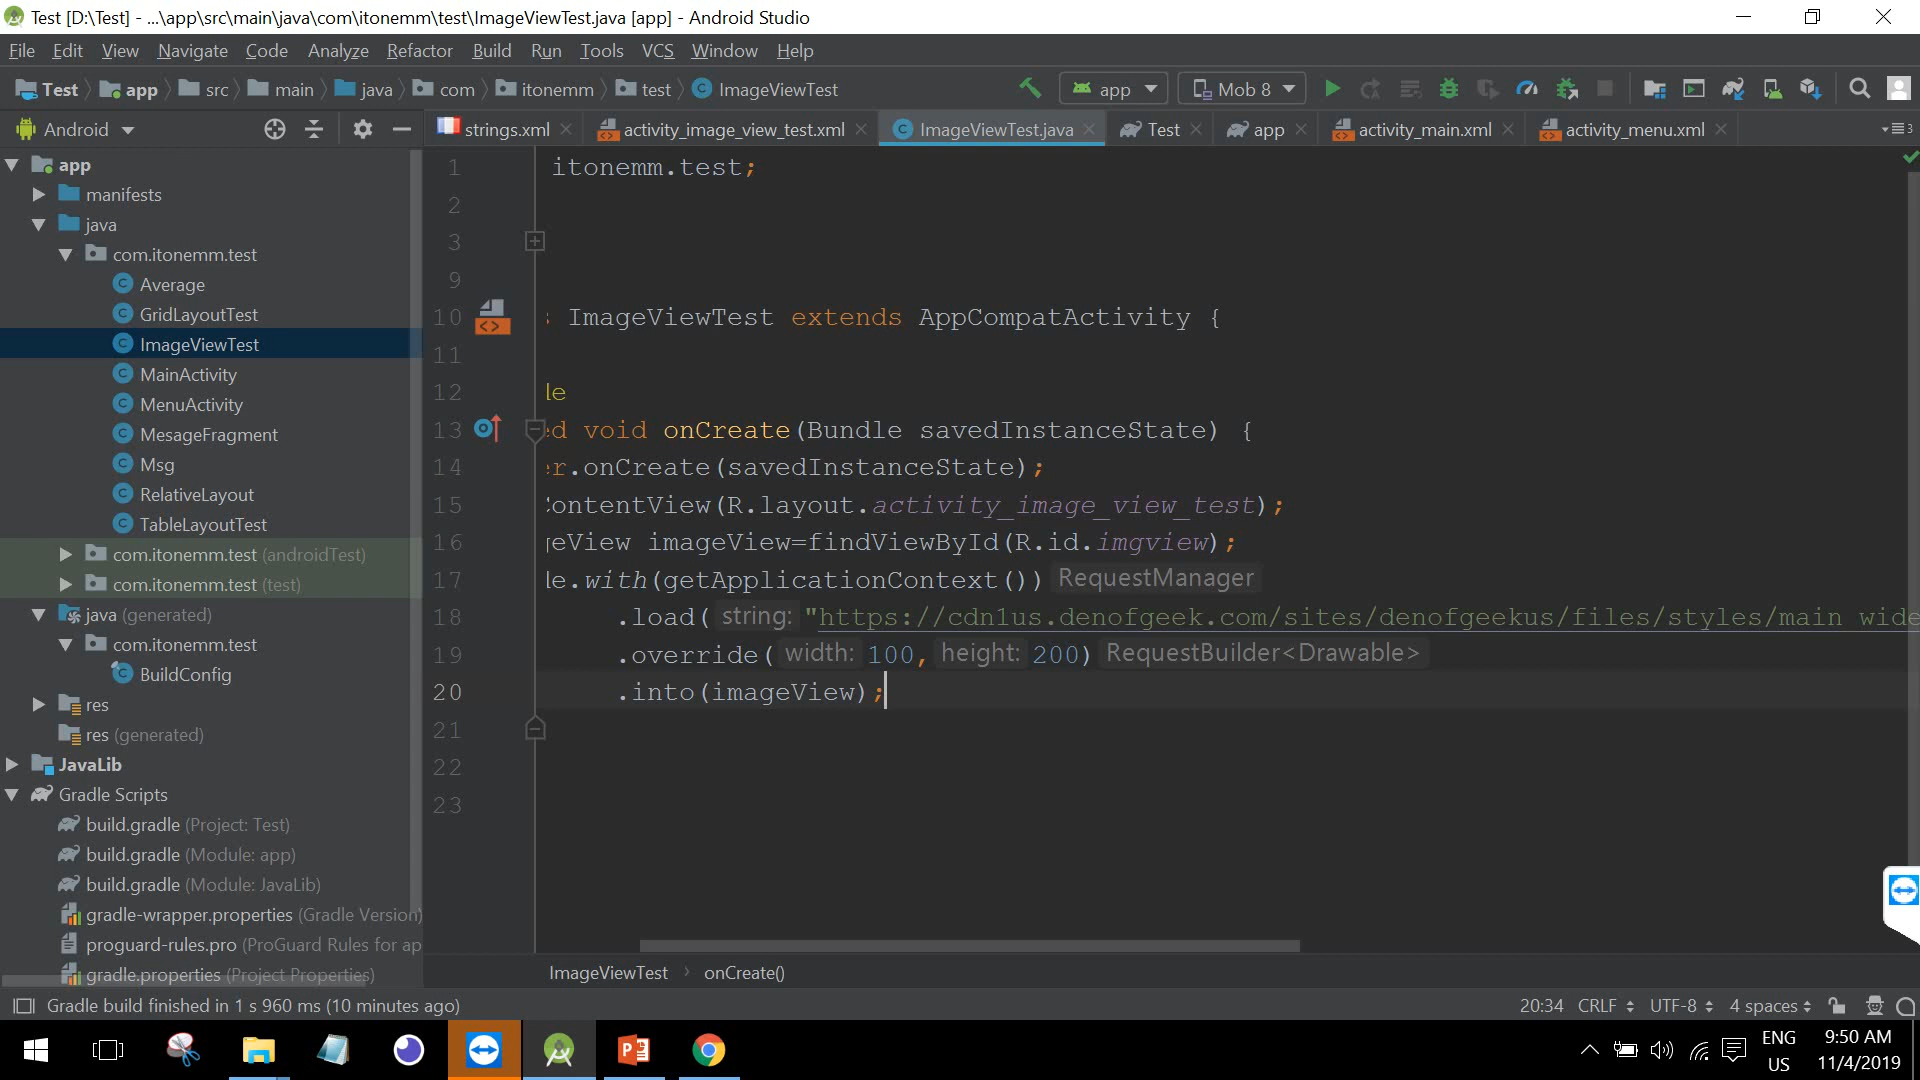 Test [D:\Test] - ...\app\src\main\java\com\itonemm\test\ImageViewTest.java [app] - Android Studio
File Edit View Navigate Code Analyze Refactor Build Run Tools VCS Window Help
Test app src main java com itonemm test ImageViewTest app Mob 8
Android strings.xml activity_image_view_test.xml ImageViewTest.java Test app activity_main.xml activity_menu.xml 3
app
manifests
java
com.itonemm.test
Average
GridLayoutTest
ImageViewTest
MainActivity
MenuActivity
MesageFragment
Msg
RelativeLayout
TableLayoutTest
com.itonemm.test (androidTest)
com.itonemm.test (test)
java (generated)
com.itonemm.test
BuildConfig
res
res (generated)
JavaLib
Gradle Scripts
build.gradle (Project: Test)
build.gradle (Module: app)
build.gradle (Module: JavaLib)
gradle-wrapper.properties (Gradle Version)
proguard-rules.pro (ProGuard Rules for ap
gradle.properties (Project Properties)
1 itonemm.test;
2
3
9
10 ImageViewTest extends AppCompatActivity {
11
12 de
13 ed void onCreate(Bundle savedInstanceState) {
14 er.onCreate(savedInstanceState);
15 ContentView(R.layout.activity_image_view_test);
16 geView imageView=findViewById(R.id.imgview);
17 de.with(getApplicationContext()) RequestManager
18 .load( string: "https://cdn1us.denofgeek.com/sites/denofgeekus/files/styles/main_wide
19 .override( width: 100, height: 200) RequestBuilder<Drawable>
20 .into(imageView);
21
22
23
ImageViewTest onCreate()
Gradle build finished in 1 s 960 ms (10 minutes ago) 20:34 CRLF UTF-8 4 spaces
ENG
US
9:50 AM
11/4/2019